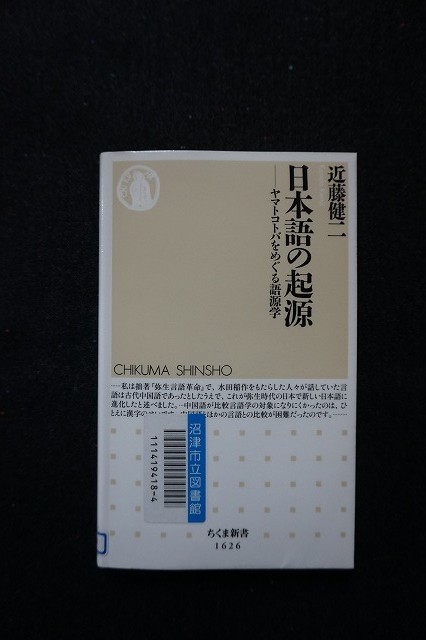 近藤健二
日本語の起源
──ヤマトコトバをめぐる語源学
CHIKUMA SHINSHO
……私は拙著『弥生言語革命』で、水田稲作をもたらした人々が話していた言
語は古代中国語であったとしたうえで、これが弥生時代の日本で新しい日本語に
進化したと述べました。…中国語が比較言語学の対象になりにくかったのは、ひ
とえに漢字の
ほかの言語との比較が困難だったのです。……
沼津市立図書館
111419418-4
ちくま新書
1626